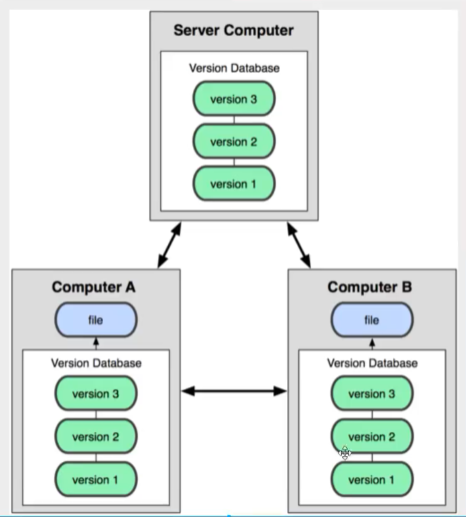 Server Computer
Version Database
version 3
version 2
version 1
Computer A
file
Version Database
version 3
version 2
version 1
Computer B
file
Version Database
version 3
version 2
version 1